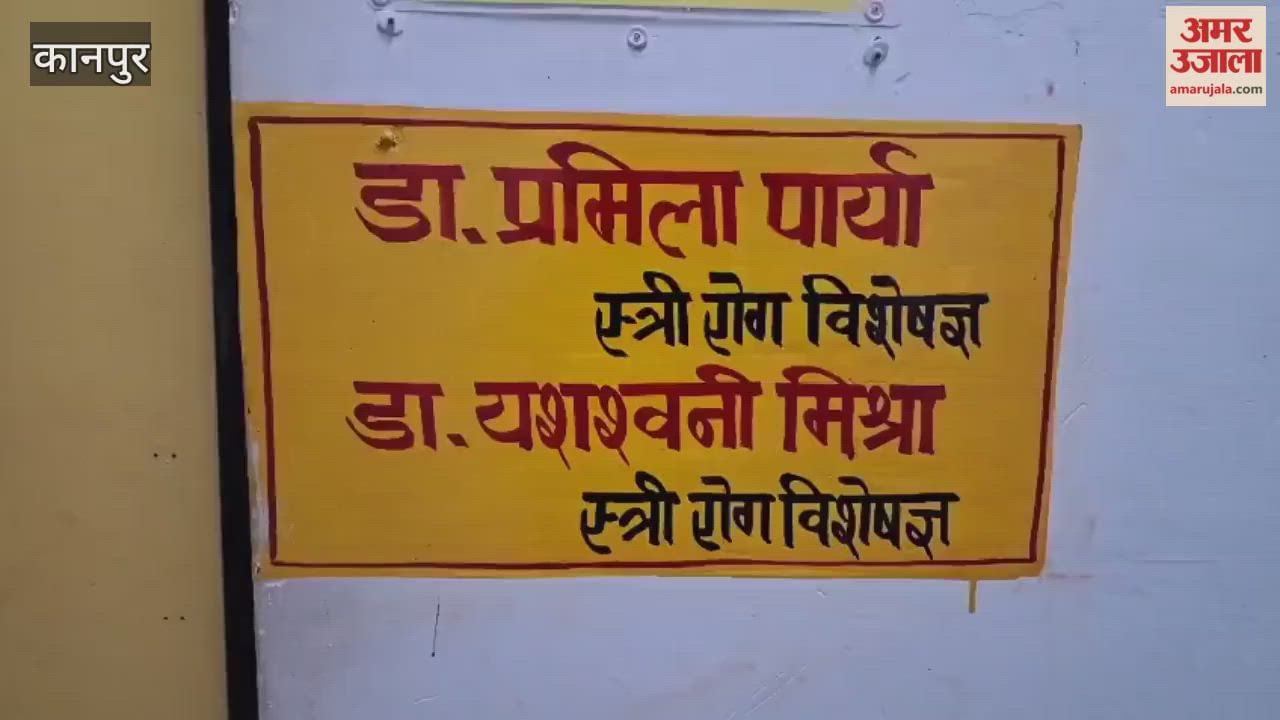 कानपुर
अमर
उजाला
amarujala.com
डा. प्रमिला पार्या
स्त्री रोग विशेषज्ञ
डा. यशश्वनी मिश्रा
स्त्री रोग विशेषज्ञ